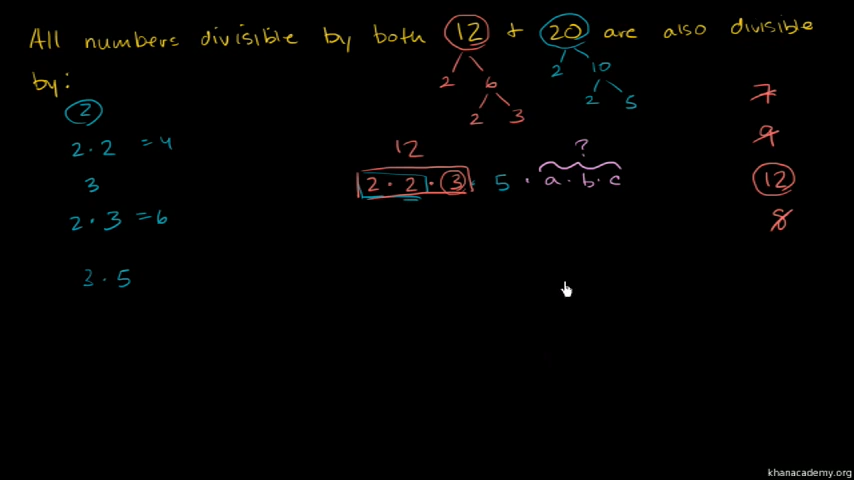 All numbers divisible by both 12 + 20 are also divisible
by:
2 6
2 3
2 10
2 5
2
2 · 2 = 4
3
2 · 3 = 6
3 · 5
12
?
2 · 2 · 3 · 5 · a · b · c
7
9
12
8
khanacademy.org